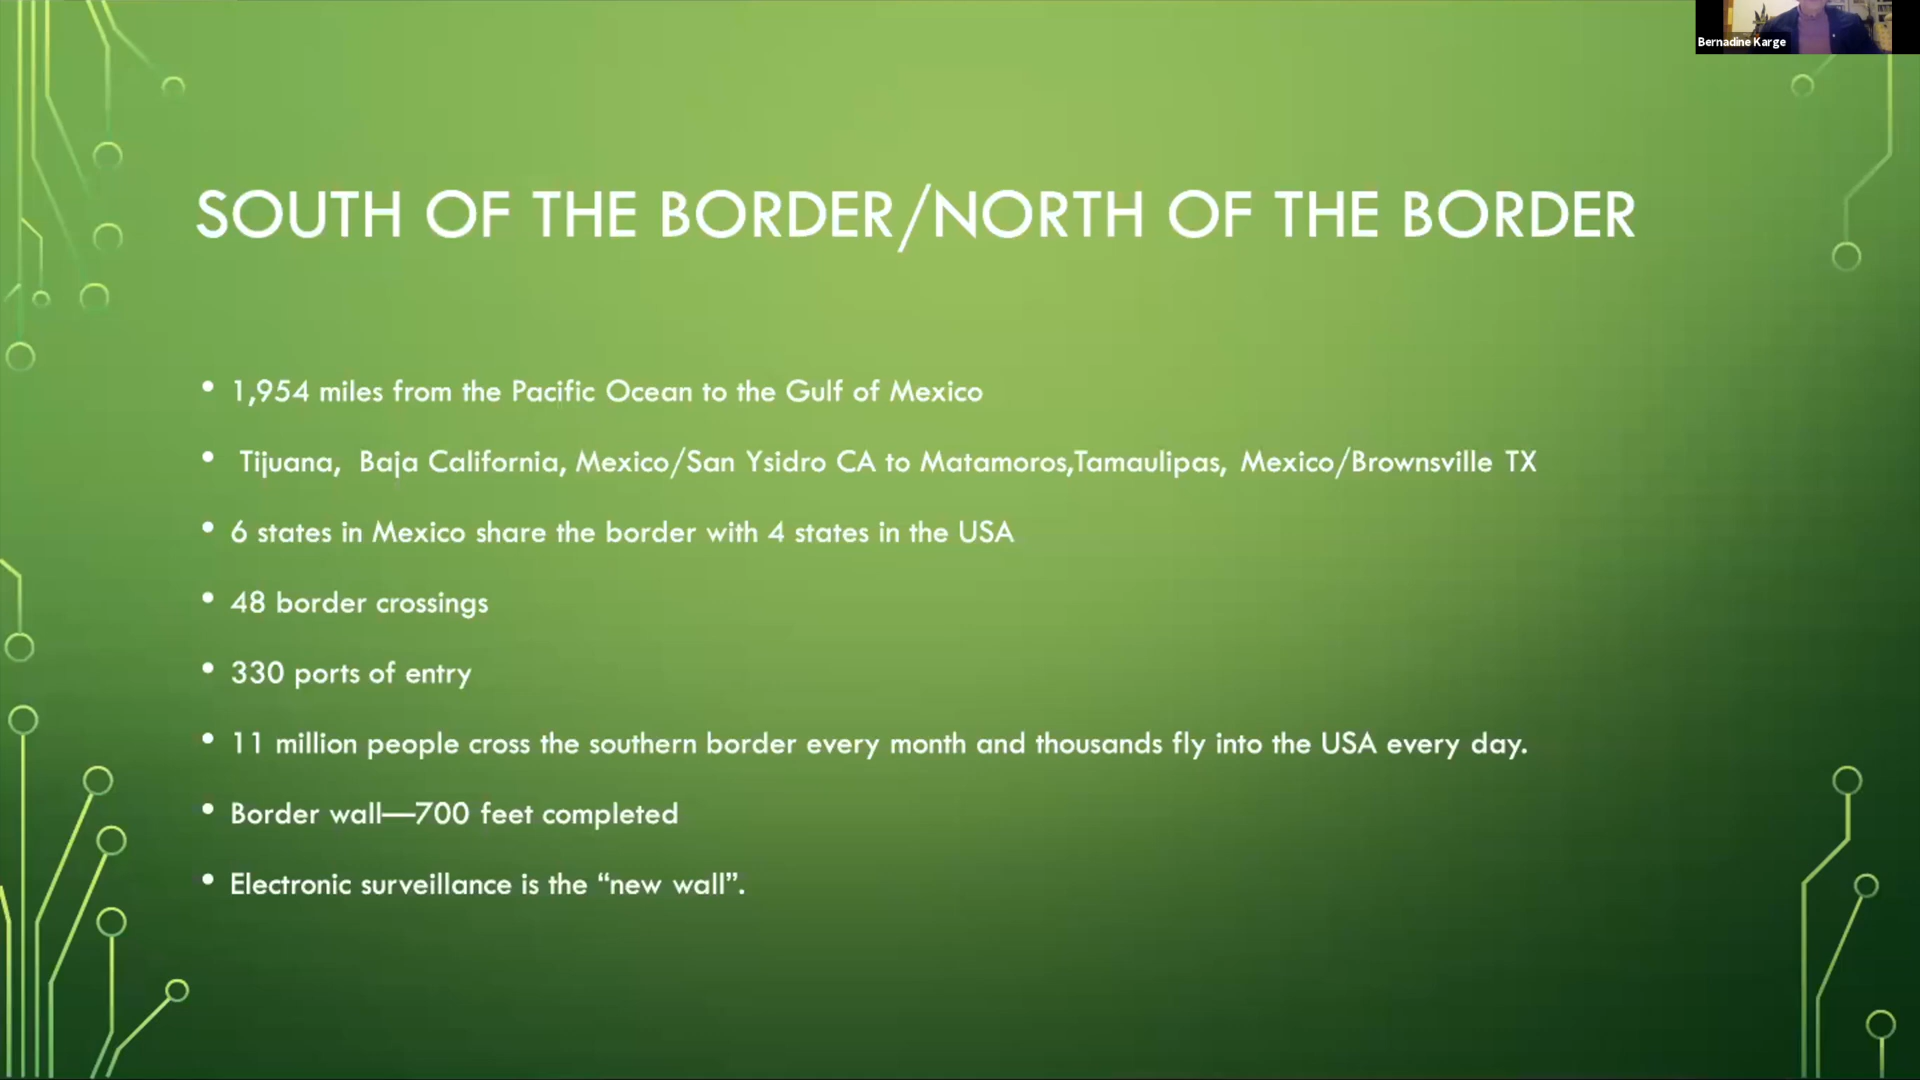 Bernadine Karge
SOUTH OF THE BORDER/NORTH OF THE BORDER
• 1,954 miles from the Pacific Ocean to the Gulf of Mexico
• Tijuana, Baja California, Mexico/San Ysidro CA to Matamoros,Tamaulipas, Mexico/Brownsville TX
• 6 states in Mexico share the border with 4 states in the USA
• 48 border crossings
• 330 ports of entry
• 11 million people cross the southern border every month and thousands fly into the USA every day.
• Border wall—700 feet completed
• Electronic surveillance is the “new wall”.